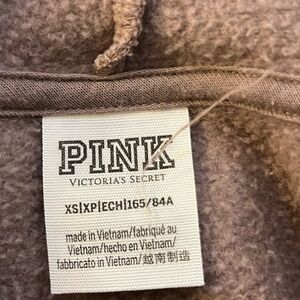 PINK
VICTORIA'S SECRET
XS|XP|ECH|165/84A
made in Vietnam/fabriqué au
Vietnam/hecho en Vietnam/
fabbricato in Vietnam/越南制造